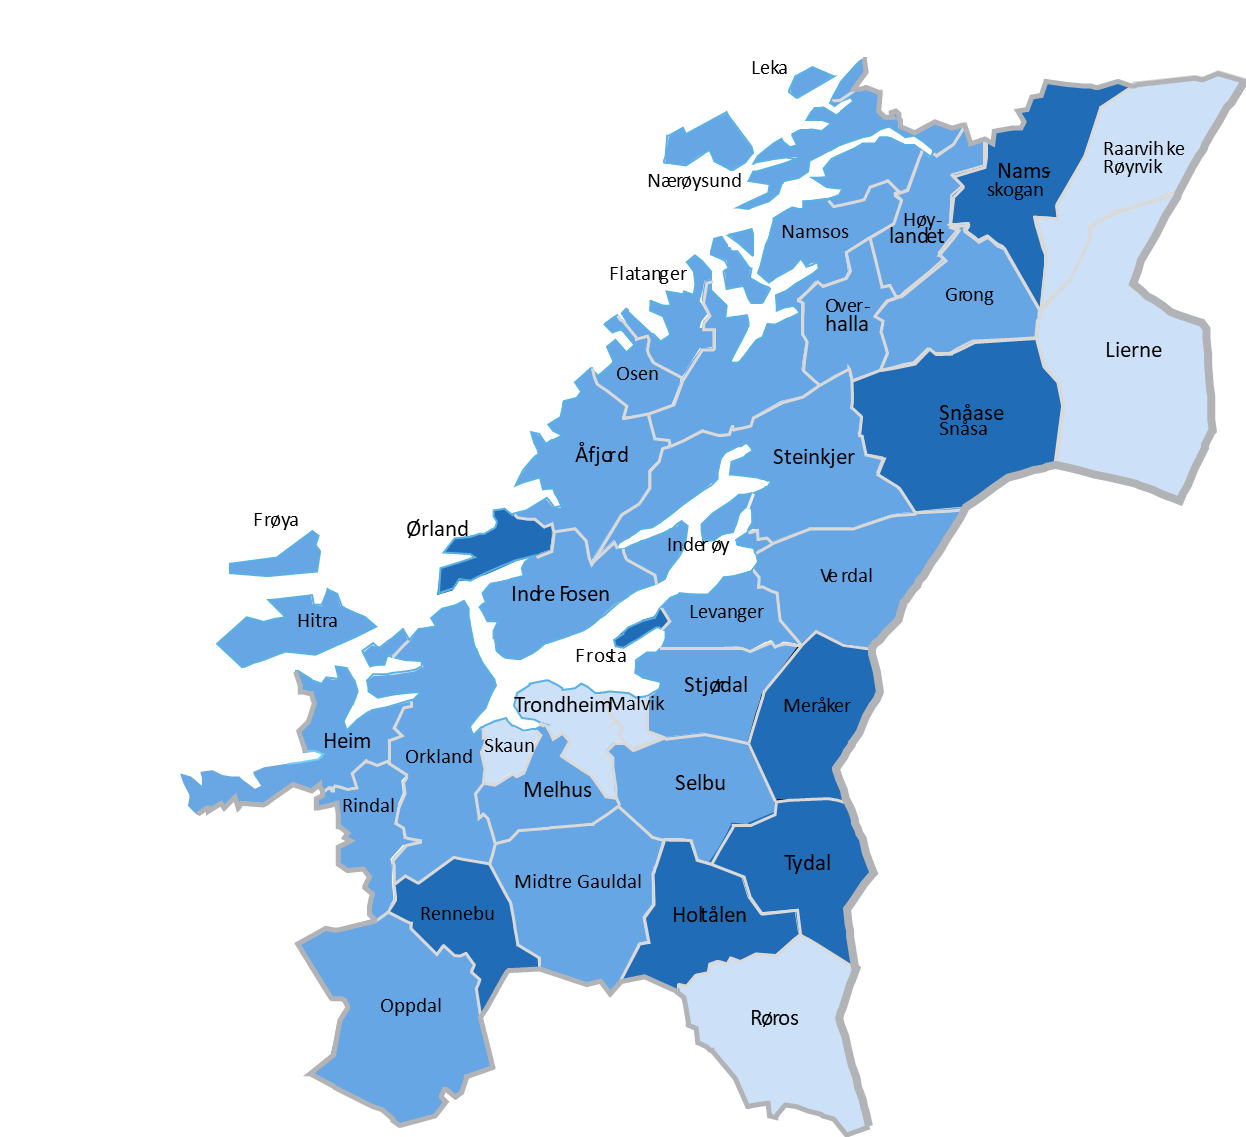 Leka
Raarvihke
Røyrvik
Nams-
skogan
Nærøysund
Høy-
landet
Namsos
Flatanger
Grong
Over-
halla
Lierne
Osen
Snåase
Snåsa
Åfjord
Steinkjer
Frøya
Ørland
Inderøy
Verdal
Indre Fosen
Levanger
Hitra
Frosta
Stjørdal
Trondheim
Malvik
Meråker
Heim
Skaun
Orkland
Selbu
Melhus
Rindal
Tydal
Midtre Gauldal
Rennebu
Holtålen
Oppdal
Røros